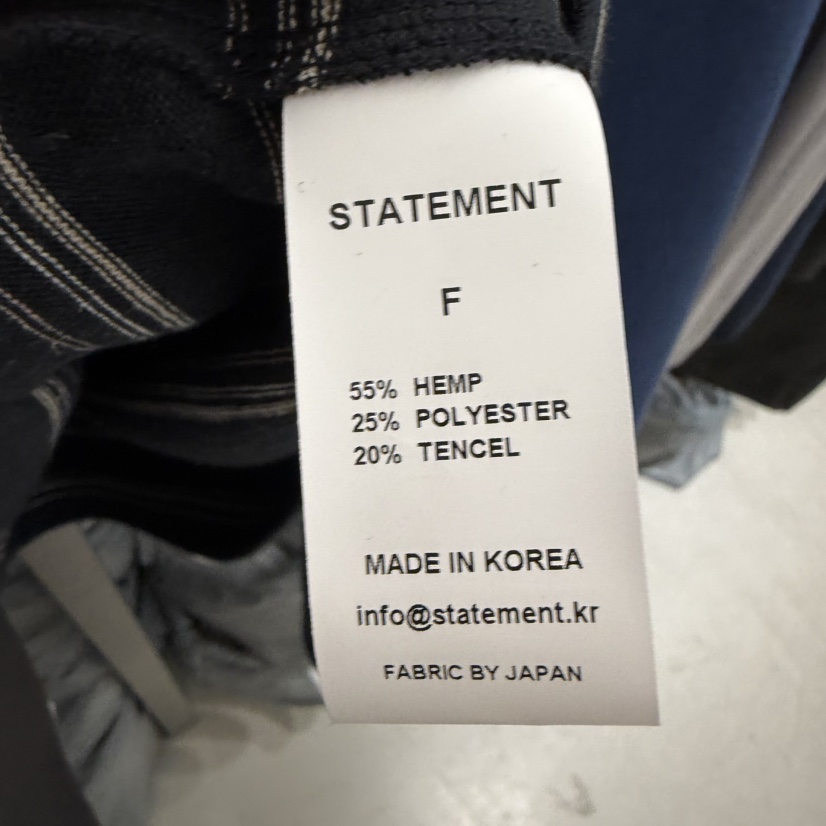 STATEMENT
F
55% HEMP
25% POLYESTER
20% TENCEL
MADE IN KOREA
info@statement.kr
FABRIC BY JAPAN